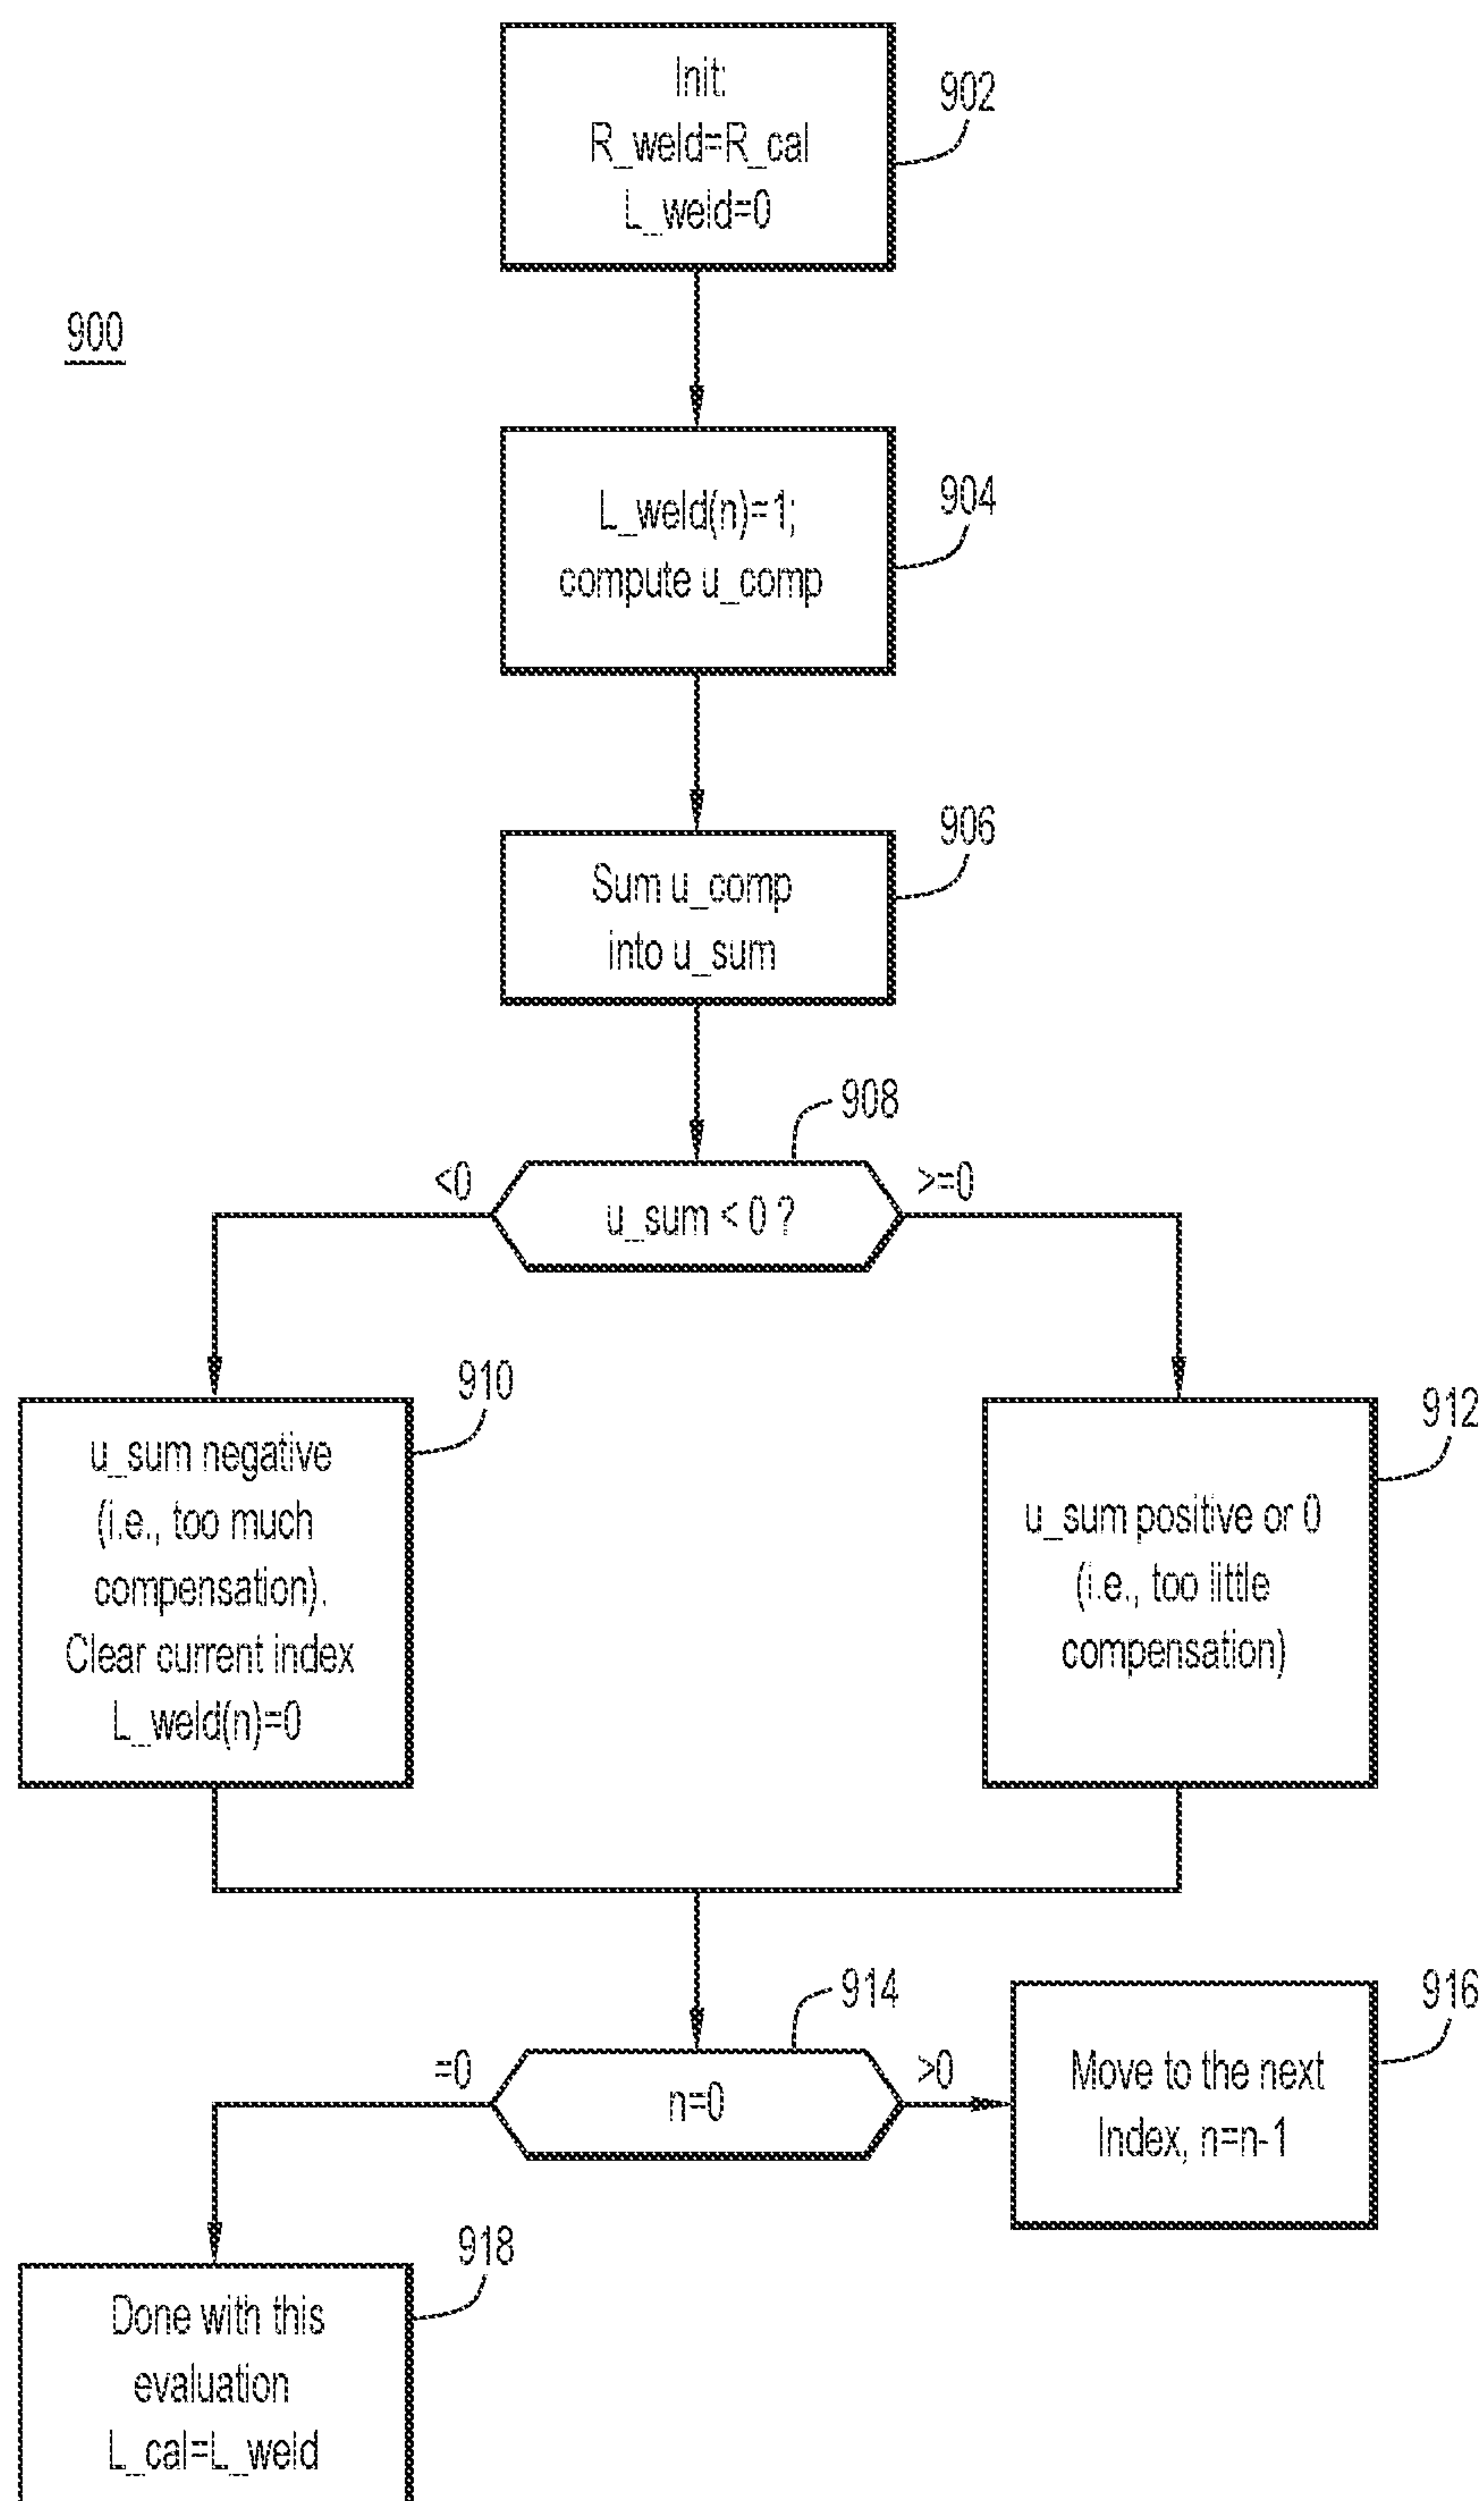 Init:
R_weld=R_cal
L_weld=0
902
900
L_weld(n)=1;
compute u_comp
904
Sum u_comp
into u_sum
906
908
<0
u_sum < 0 ?
>=0
910
u_sum negative
(i.e., too much
compensation).
Clear current index
L_weld(n)=0
912
u_sum positive or 0
(i.e., too little
compensation)
914
=0
n=0
>0
916
Move to the next
Index, n=n-1
918
Done with this
evaluation
L_cal=L_weld